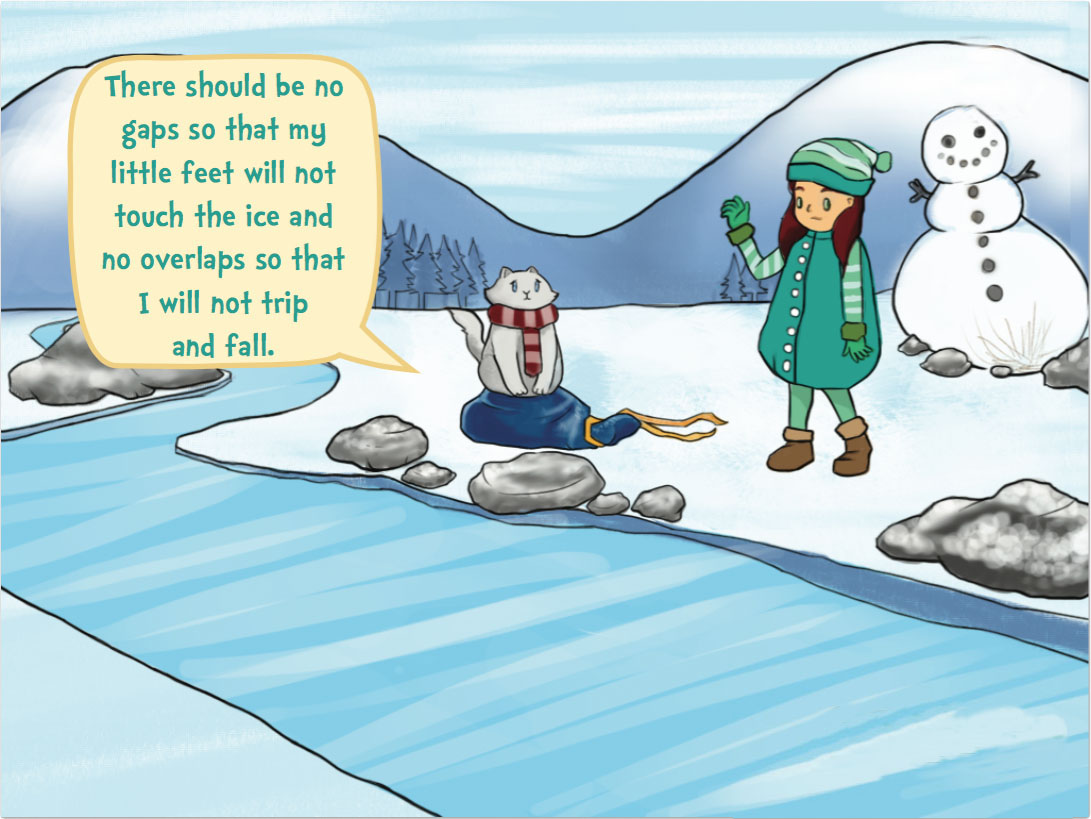 There should be no
gaps so that my
little feet will not
touch the ice and
no overlaps so that
I will not trip
and fall.